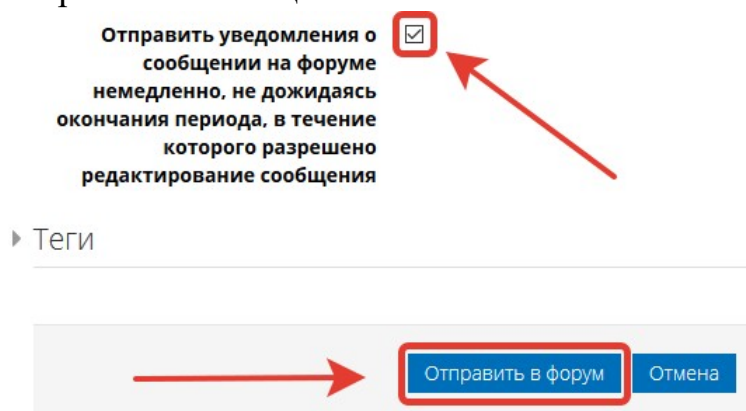 Отправить уведомления о
сообщении на форуме
немедленно, не дожидаясь
окончания периода, в течение
которого разрешено
редактирование сообщения
Теги
Отправить в форум Отмена